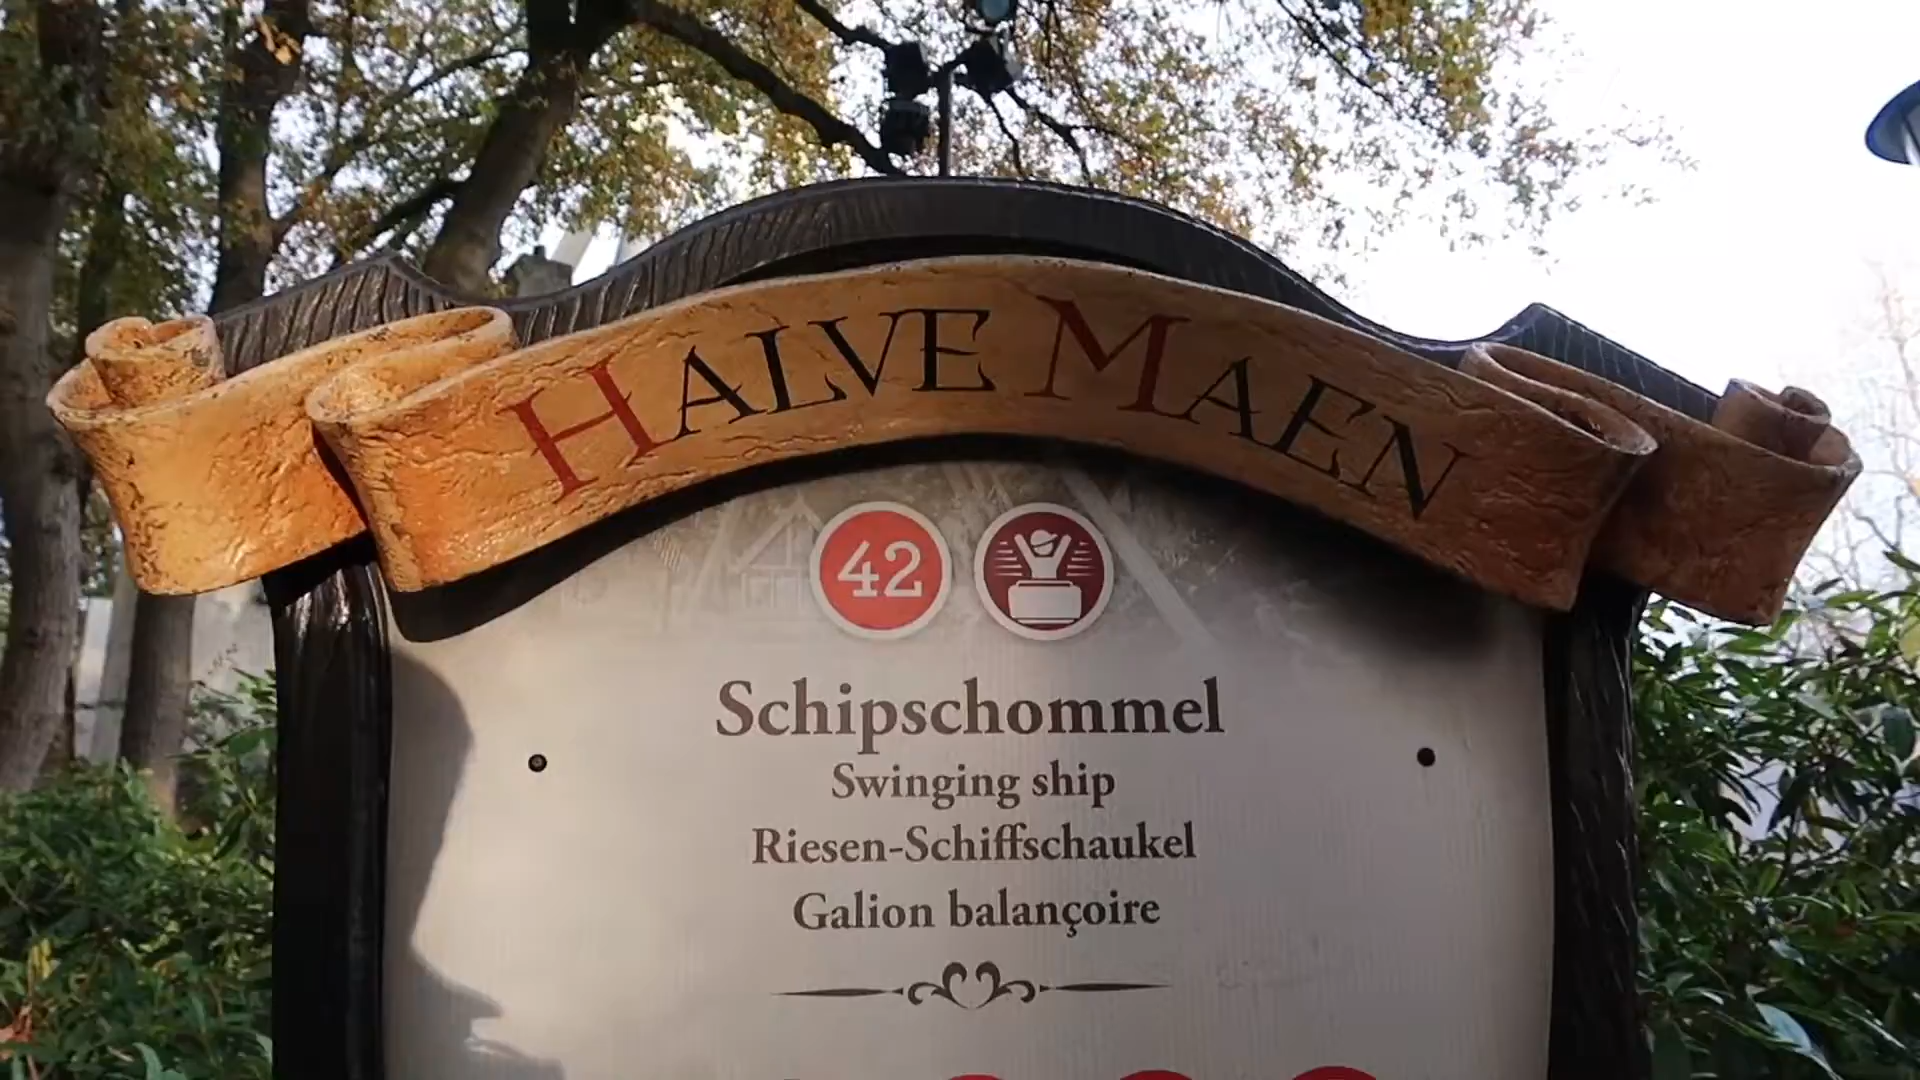 HALVE MAEN
42
Schipschommel
Swinging ship
Riesen-Schiffschaukel
Galion balançoire